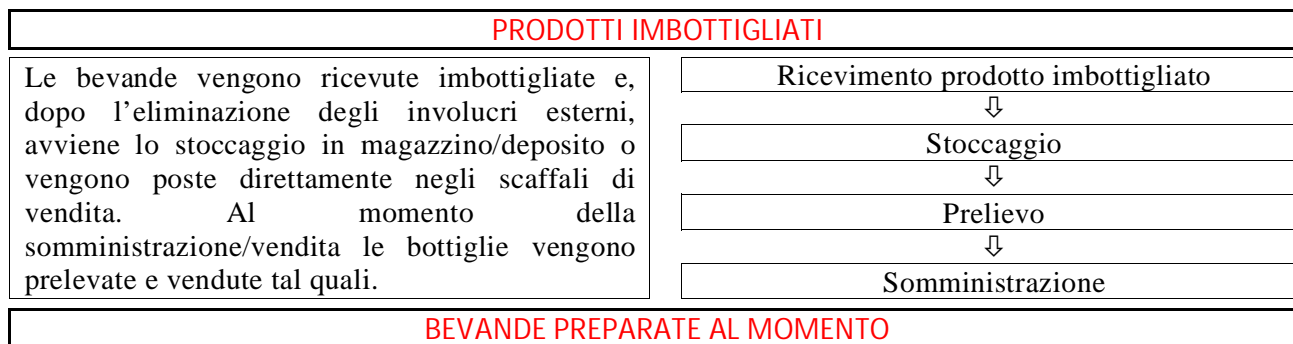 PRODOTTI IMBOTTIGLIATI
Le bevande vengono ricevute imbottigliate e,
dopo l’eliminazione degli involucri esterni,
avviene lo stoccaggio in magazzino/deposito o
vengono poste direttamente negli scaffali di
vendita. Al momento della
somministrazione/vendita le bottiglie vengono
prelevate e vendute tal quali.
Ricevimento prodotto imbottigliato
⇩
Stoccaggio
⇩
Prelievo
⇩
Somministrazione
BEVANDE PREPARATE AL MOMENTO